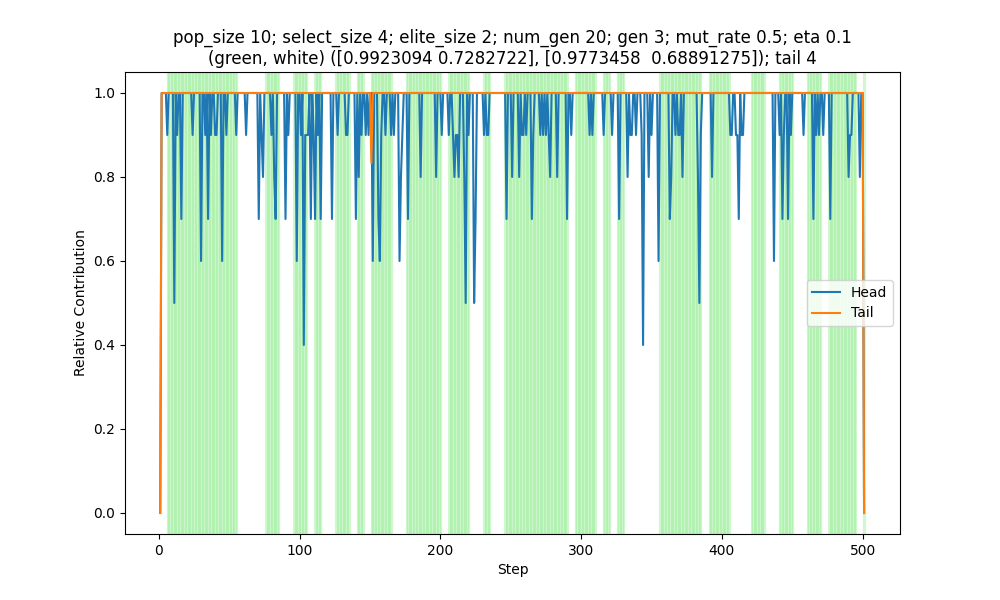 pop_size 10; select_size 4; elite_size 2; num_gen 20; gen 3; mut_rate 0.5; eta 0.1
(green, white) ([0.9923094 0.7282722], [0.9773458  0.68891275]); tail 4
1.0
0.8
0.6
0.4
0.2
0.0
Relative Contribution
Head
Tail
0
100
200
300
400
500
Step